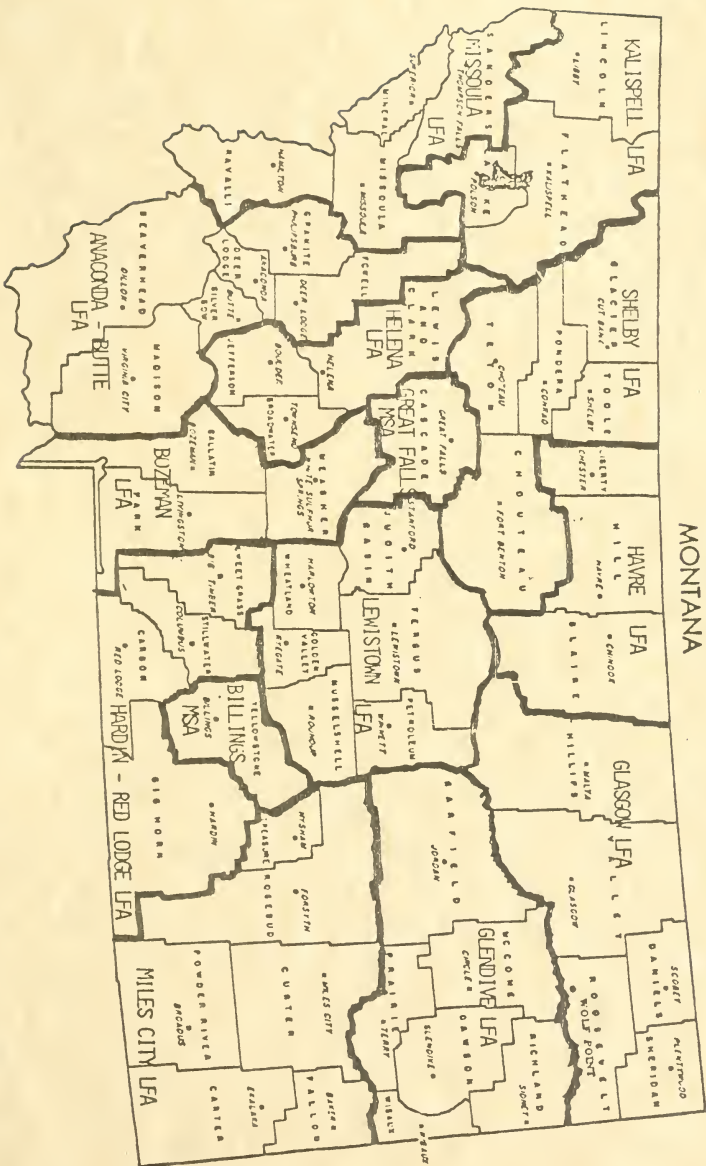 MONTANA
KALISPELL LFA
LINCOLN
LIBBY
FLATHEAD
KALISPELL
SANDERS
THOMPSON FALLS
MISSOULA LFA
LAKE
POLSON
MINERAL
SUPERIOR
MISSOULA
MISSOULA
RAVALLI
HAMILTON
SHELBY LFA
GLACIER
CUT BANK
TOOLE
SHELBY
PONDERA
CONRAD
TETON
CHOTEAU
HELENA LFA
LEWIS AND CLARK
HELENA
POWELL
DEER LODGE
GRANITE
PHILIPSBURG
DEER LODGE
ANACONDA
BUTTE
SILVER BOW
JEFFERSON
BOULDER
BROADWATER
TOWNSEND
ANACONDA - BUTTE LFA
BEAVERHEAD
DILLON
MADISON
VIRGINIA CITY
GREAT FALLS MSA
CASCADE
GREAT FALLS
BOZEMAN LFA
MEAGHER
WHITE SULPHUR SPRINGS
GALLATIN
BOZEMAN
PARK
LIVINGSTON
HAVRE LFA
LIBERTY
CHESTER
HILL
HAVRE
BLAINE
CHINOOK
CHOUTEAU
FORT BENTON
LEWISTOWN LFA
JUDITH BASIN
STANFORD
FERGUS
LEWISTOWN
PETROLEUM
WINNETT
WHEATLAND
HARLOWTON
GOLDEN VALLEY
RYEGATE
MUSSELSHELL
ROUNDUP
BILLINGS MSA
YELLOWSTONE
BILLINGS
HARDIN - RED LODGE LFA
SWEET GRASS
BIG TIMBER
STILLWATER
COLUMBUS
CARBON
RED LODGE
BIG HORN
HARDIN
GLASGOW LFA
PHILLIPS
MALTA
VALLEY
GLASGOW
DANIELS
SCOBEY
SHERIDAN
PLENTYWOOD
ROOSEVELT
WOLF POINT
GLENDIVE LFA
GARFIELD
JORDAN
MCCONE
CIRCLE
RICHLAND
SIDNEY
DAWSON
GLENDIVE
PRAIRIE
TERRY
WIBAUX
WIBAUX
MILES CITY LFA
TREASURE
HYSHAM
ROSEBUD
FORSYTH
CUSTER
MILES CITY
POWDER RIVER
BROADUS
FALLON
BAKER
CARTER
EKALAKA